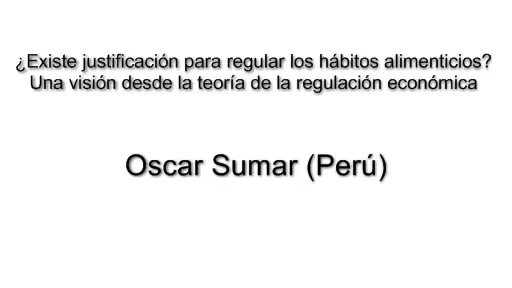 ¿Existe justificación para regular los hábitos alimenticios?
Una visión desde la teoría de la regulación económica
Oscar Sumar (Perú)